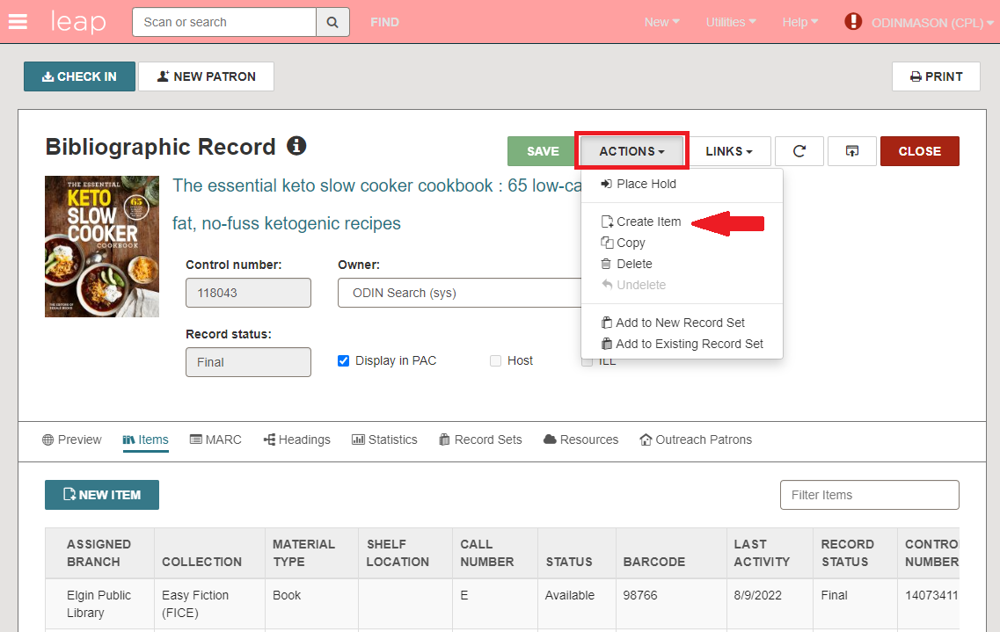 leap
Scan or search
FIND
New
Utilities
Help
ODINMASON (CPL)
CHECK IN
NEW PATRON
PRINT
Bibliographic Record
SAVE
ACTIONS
LINKS
CLOSE
THE ESSENTIAL
KETO
SLOW
COOKER
COOKBOOK
65
The essential keto slow cooker cookbook : 65 low-ca
fat, no-fuss ketogenic recipes
Place Hold
Create Item
Copy
Delete
Undelete
Add to New Record Set
Add to Existing Record Set
Control number:
Owner:
118043
ODIN Search (sys)
Record status:
Final
Display in PAC
Host
ILL
Preview
Items
MARC
Headings
Statistics
Record Sets
Resources
Outreach Patrons
NEW ITEM
Filter Items
ASSIGNED BRANCH
COLLECTION
MATERIAL TYPE
SHELF LOCATION
CALL NUMBER
STATUS
BARCODE
LAST ACTIVITY
RECORD STATUS
CONTRO NUMBER
Elgin Public Library
Easy Fiction (FICE)
Book
E
Available
98766
8/9/2022
Final
14073411